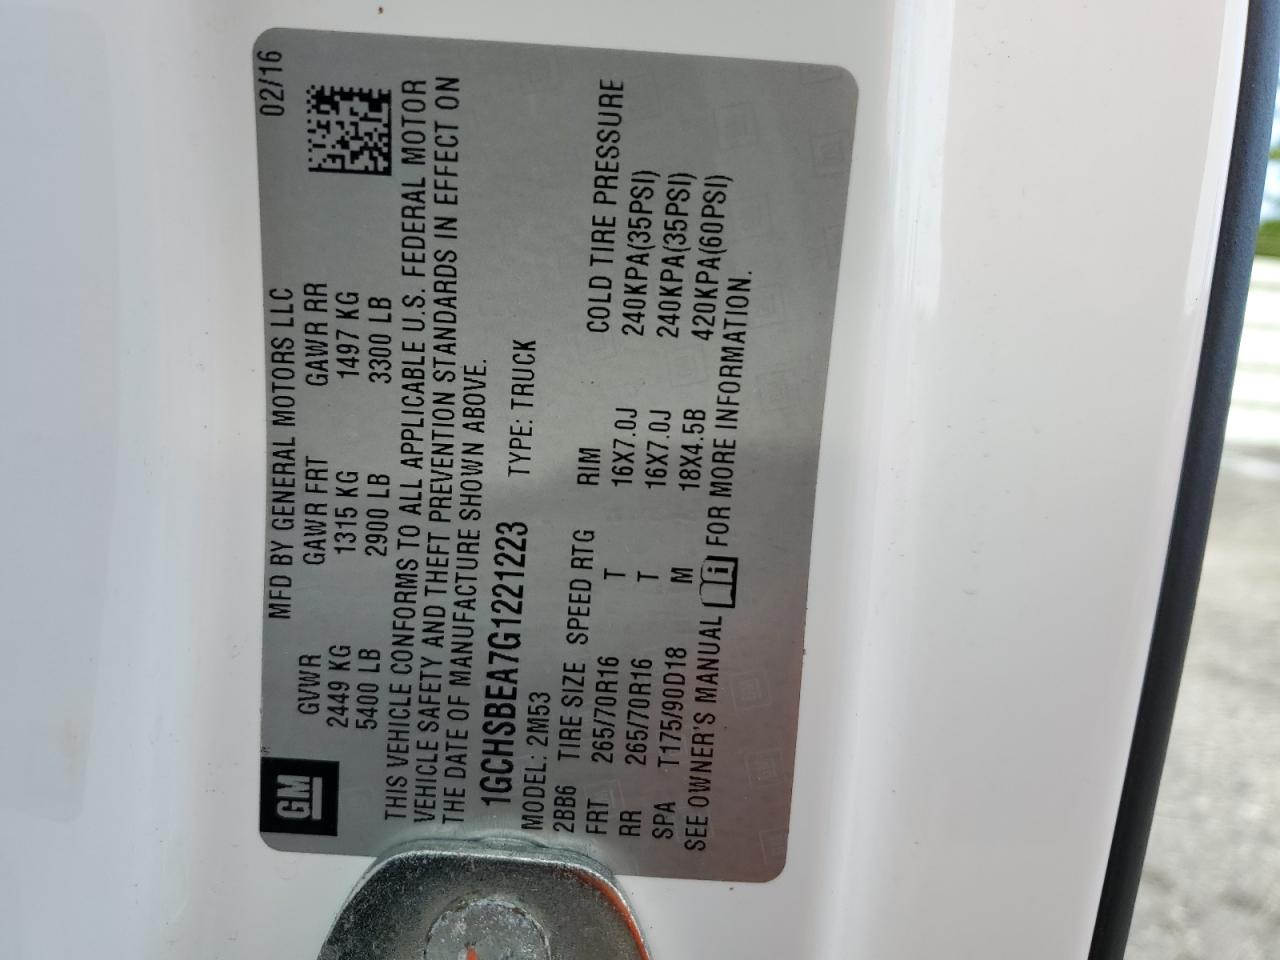 GM
MFD BY GENERAL MOTORS LLC 02/16
GVWR GAWR FRT GAWR RR
2449 KG 1315 KG 1497 KG
5400 LB 2900 LB 3300 LB
THIS VEHICLE CONFORMS TO ALL APPLICABLE U.S. FEDERAL MOTOR
VEHICLE SAFETY AND THEFT PREVENTION STANDARDS IN EFFECT ON
THE DATE OF MANUFACTURE SHOWN ABOVE.
1GCHSBEA7G1221223 TYPE: TRUCK
MODEL: 2M53
2BB6 TIRE SIZE SPEED RTG RIM COLD TIRE PRESSURE
FRT 265/70R16 T 16X7.0J 240KPA(35PSI)
RR 265/70R16 T 16X7.0J 240KPA(35PSI)
SPA T175/90D18 M 18X4.5B 420KPA(60PSI)
SEE OWNER'S MANUAL i FOR MORE INFORMATION.